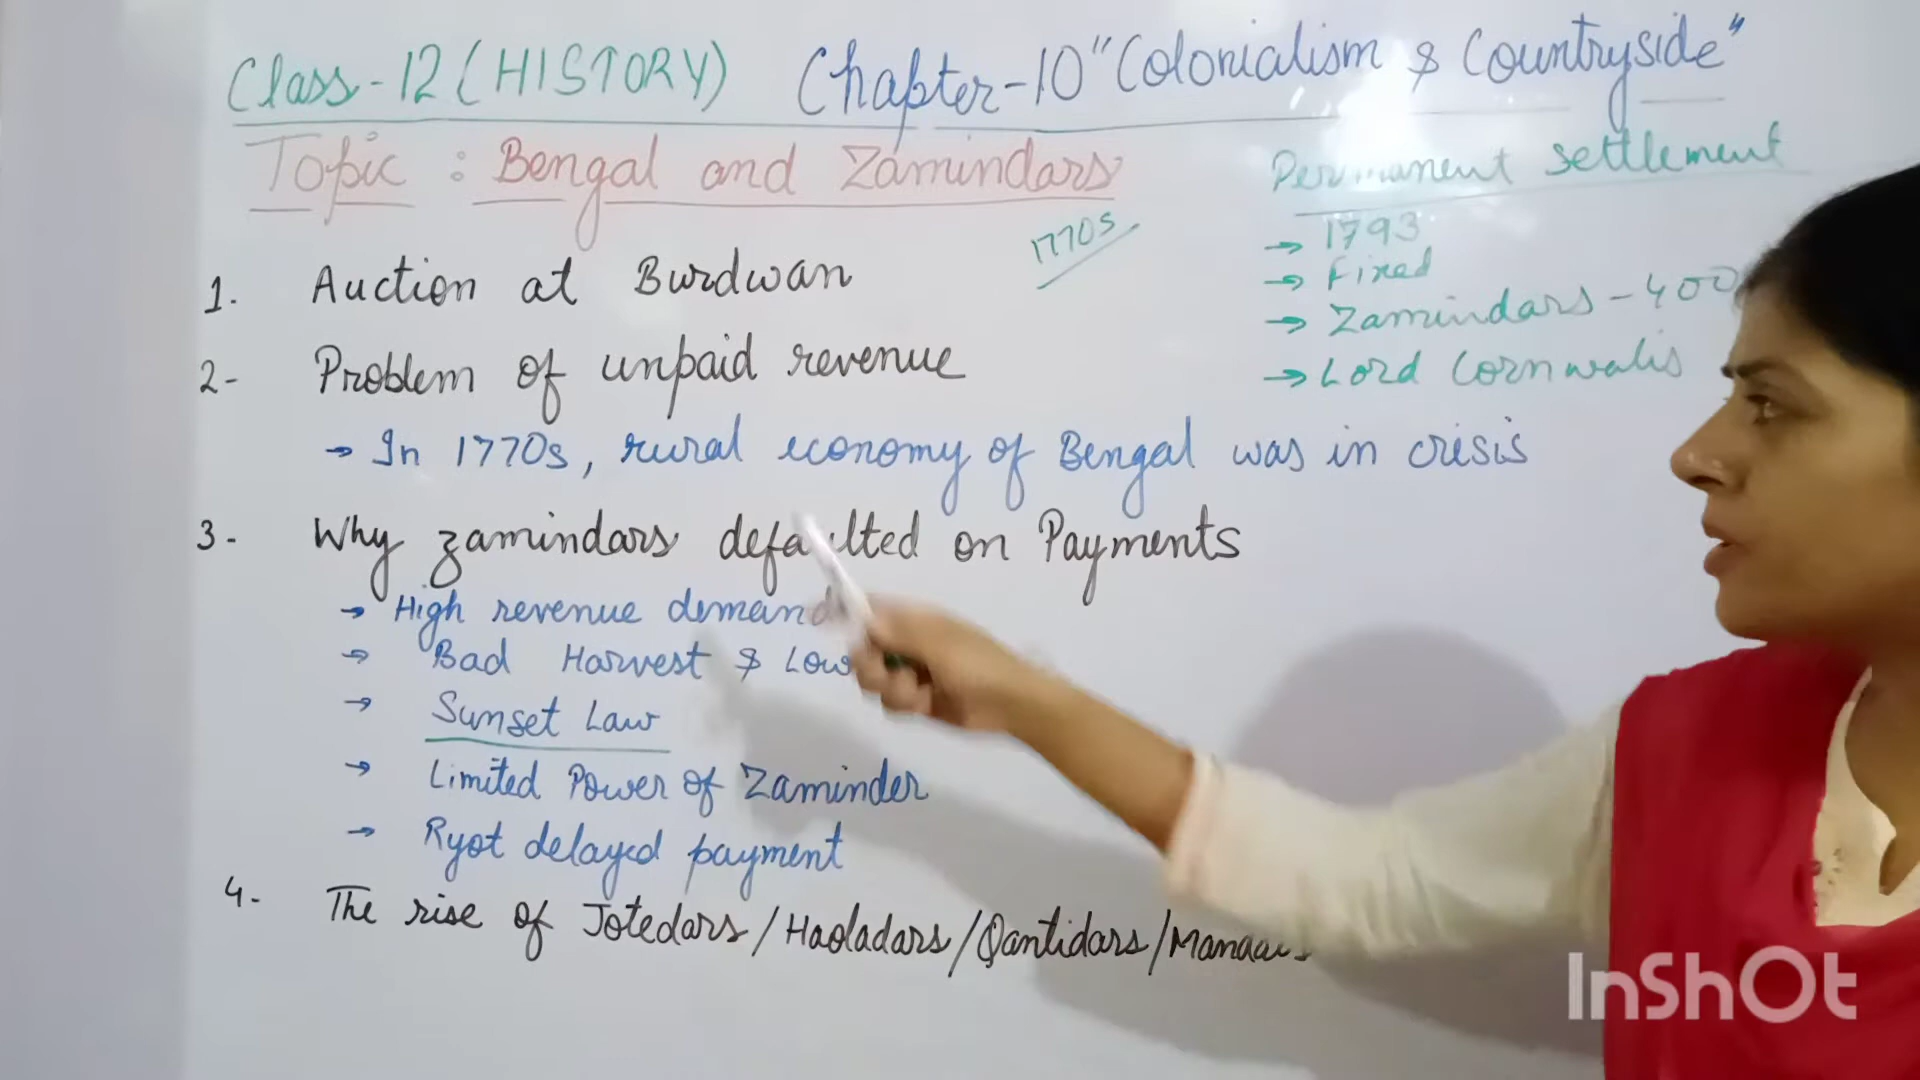 Class-12 (HISTORY) Chapter-10 "Colonialism & Countryside"
Topic : Bengal and Zamindars
Permanent settlement
→ 1793
→ Fixed
→ Zamindars - 400
→ Lord Cornwalis
1770s
1. Auction at Burdwan
2- Problem of unpaid revenue
→ In 1770s, rural economy of Bengal was in crisis
3- Why zamindars defaulted on Payments
→ High revenue demand
→ Bad Harvest & Low
→ Sunset Law
→ Limited Power of Zaminder
→ Ryot delayed payment
4- The rise of Jotedars/Haoladars/Qantidars/
InShOt